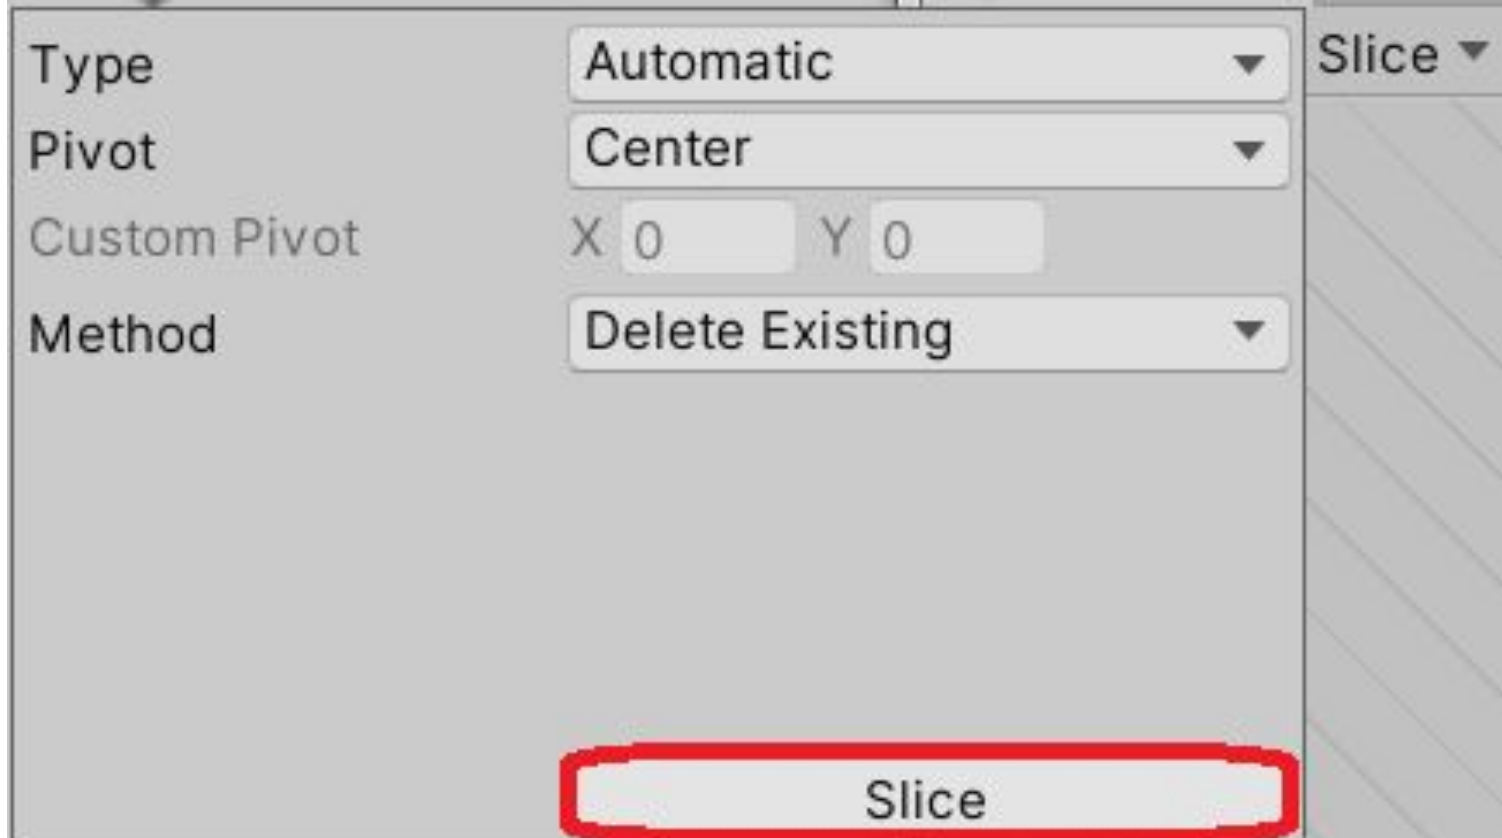 Type Automatic Slice
Pivot Center
Custom Pivot X 0 Y 0
Method Delete Existing
Slice